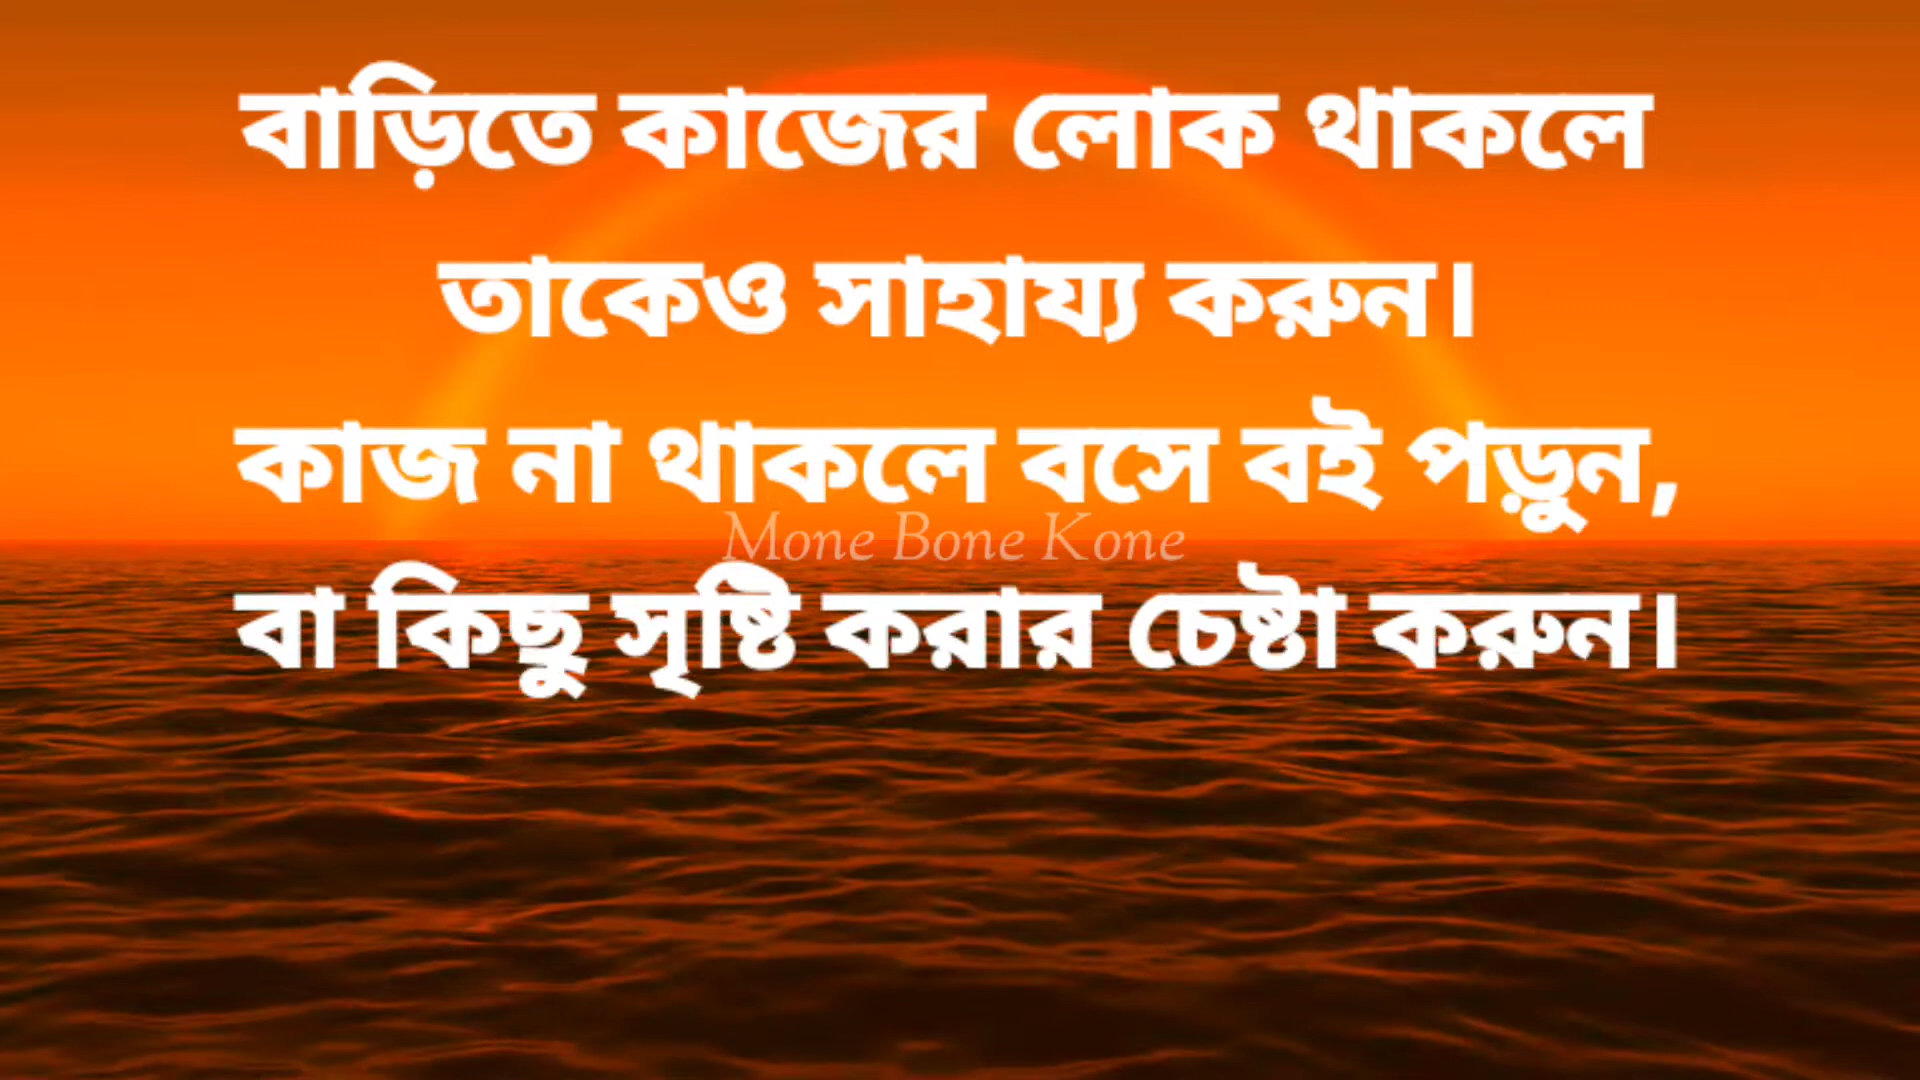 বাড়িতে কাজের লোক থাকলে
তাকেও সাহায্য করুন।
কাজ না থাকলে বসে বই পড়ুন,
Mone Bone Kone
বা কিছু সৃষ্টি করার চেষ্টা করুন।